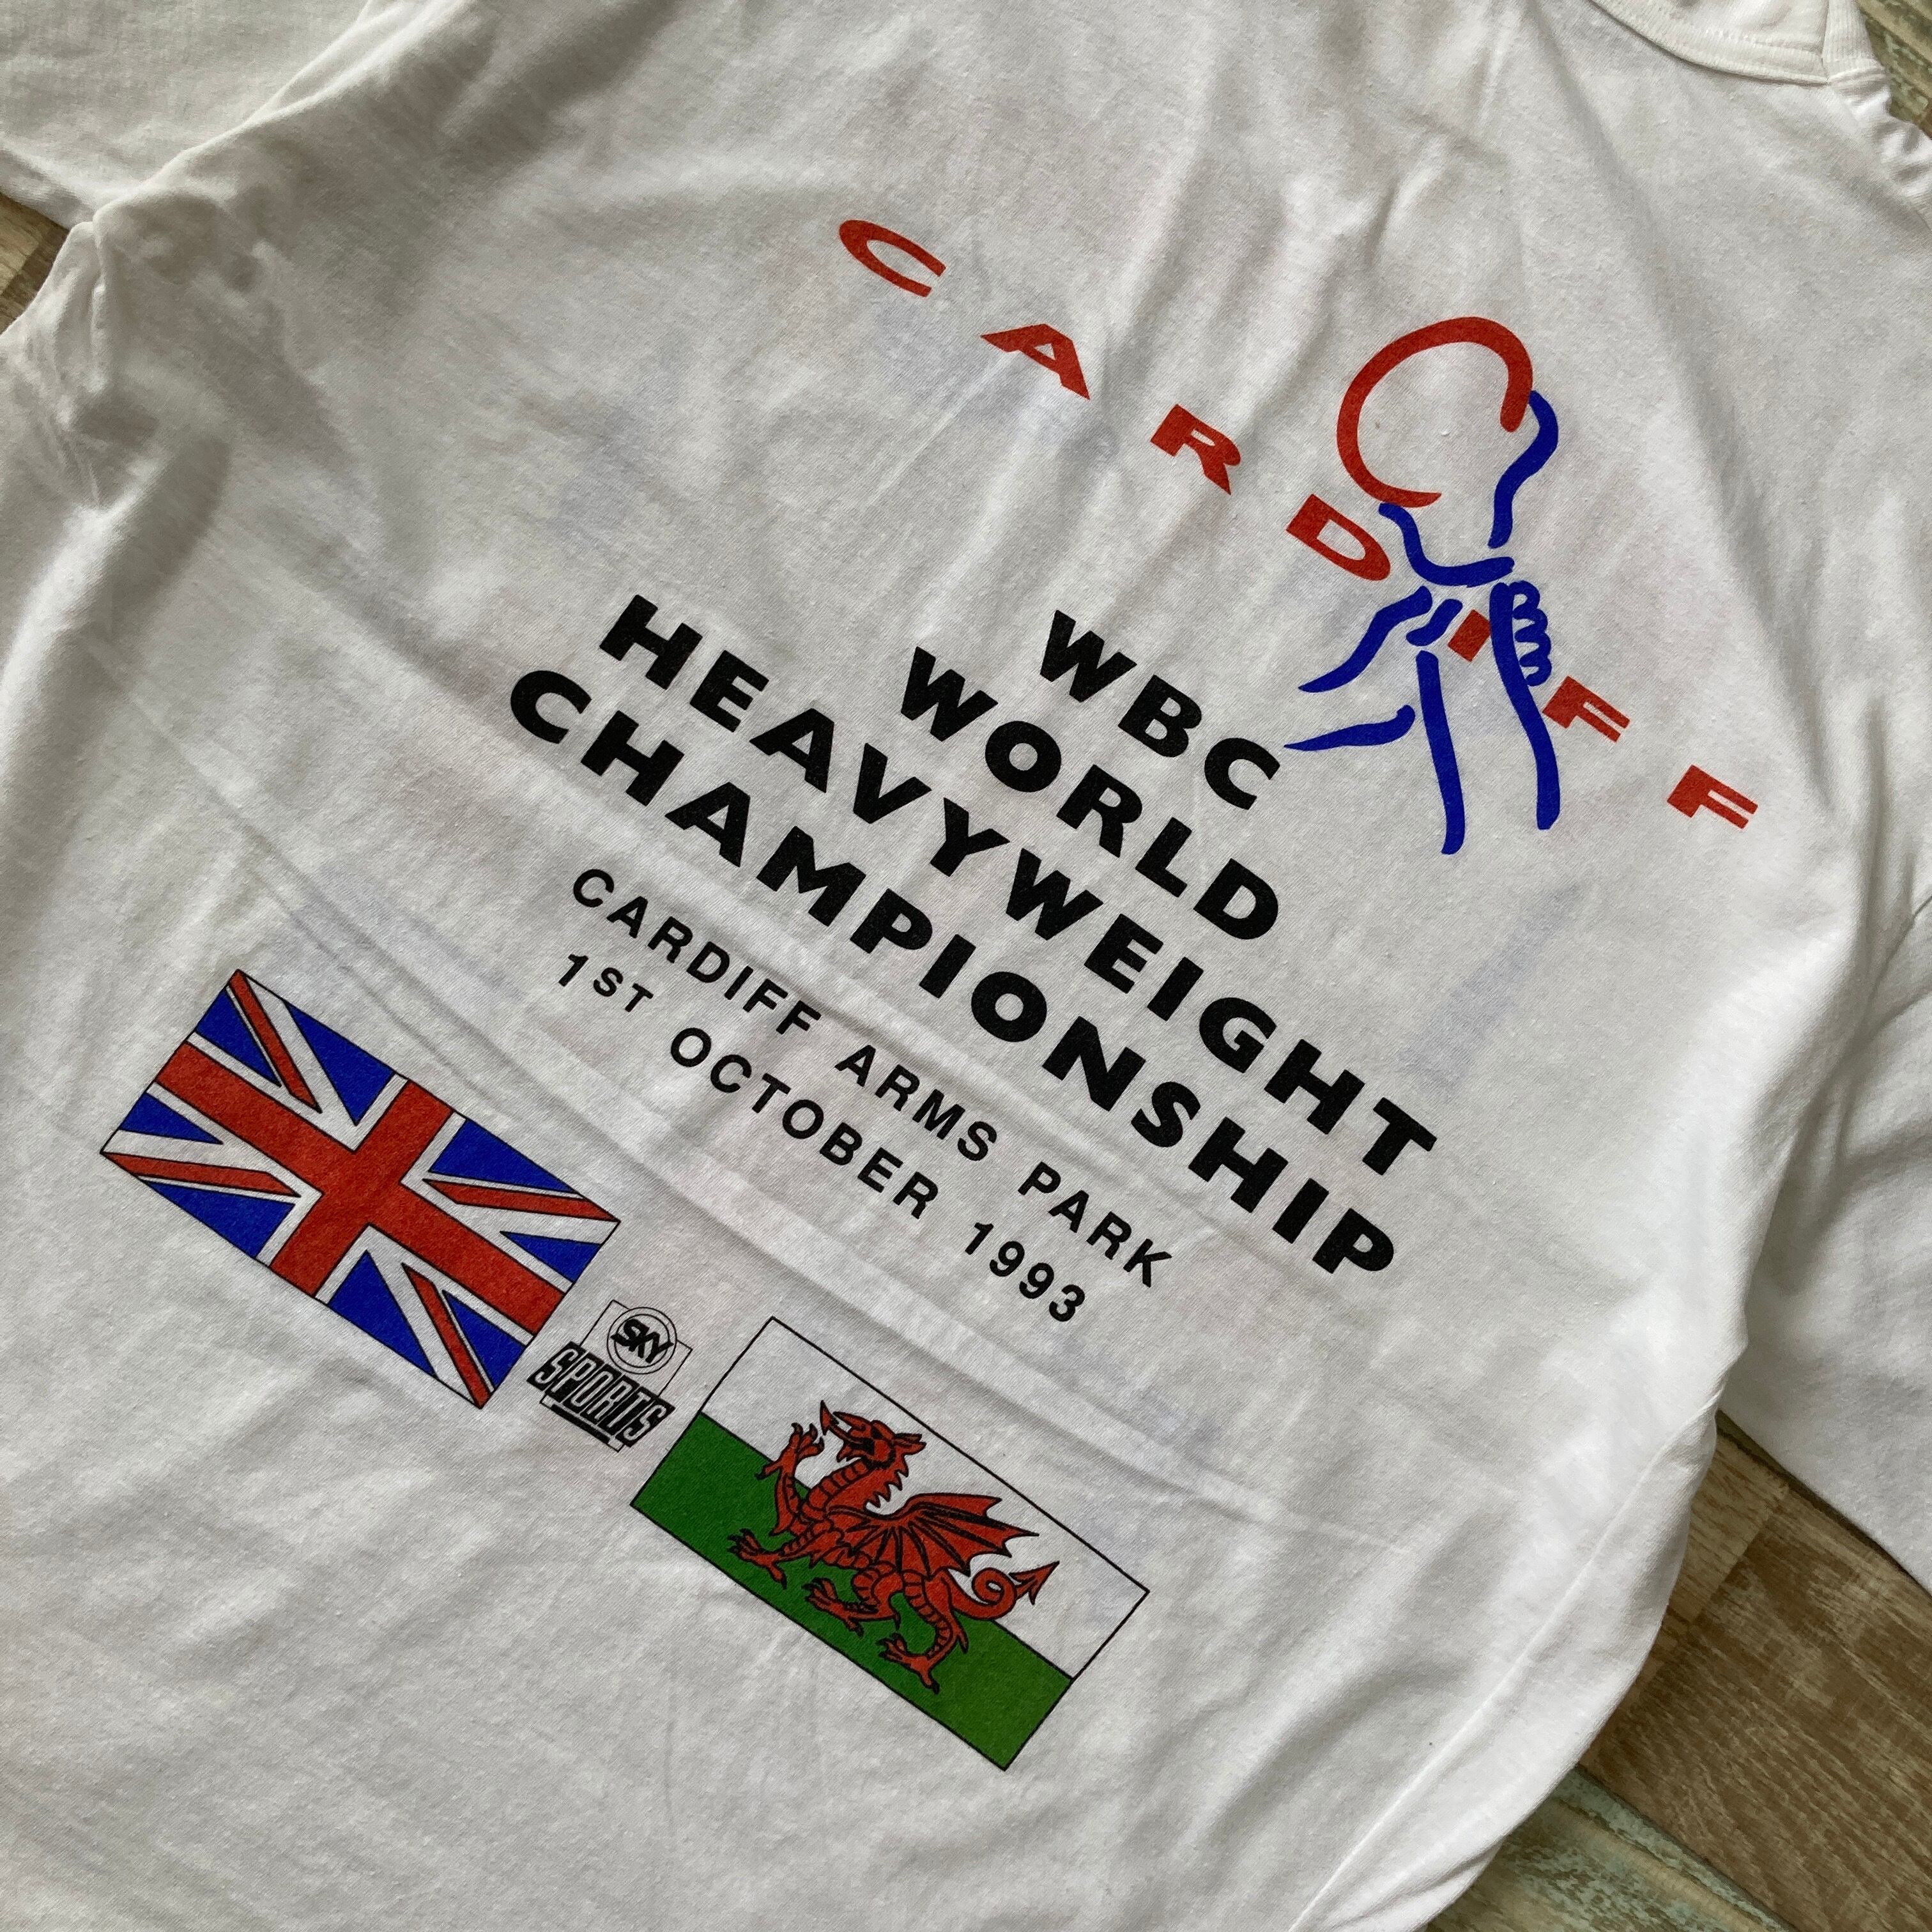 CARDIFF
WBC
WORLD
HEAVYWEIGHT
CHAMPIONSHIP
CARDIFF ARMS PARK
1ST OCTOBER 1993
SKY
SPORTS